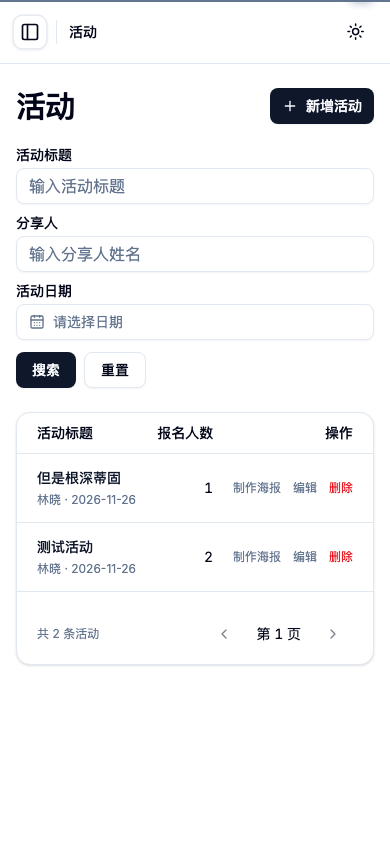 活动
活动
新增活动
活动标题
输入活动标题
分享人
输入分享人姓名
活动日期
请选择日期
搜索 重置
活动标题 报名人数 操作
但是根深蒂固
林晓 · 2026-11-26
1 制作海报 编辑 删除
测试活动
林晓 · 2026-11-26
2 制作海报 编辑 删除
共 2 条活动 第 1 页